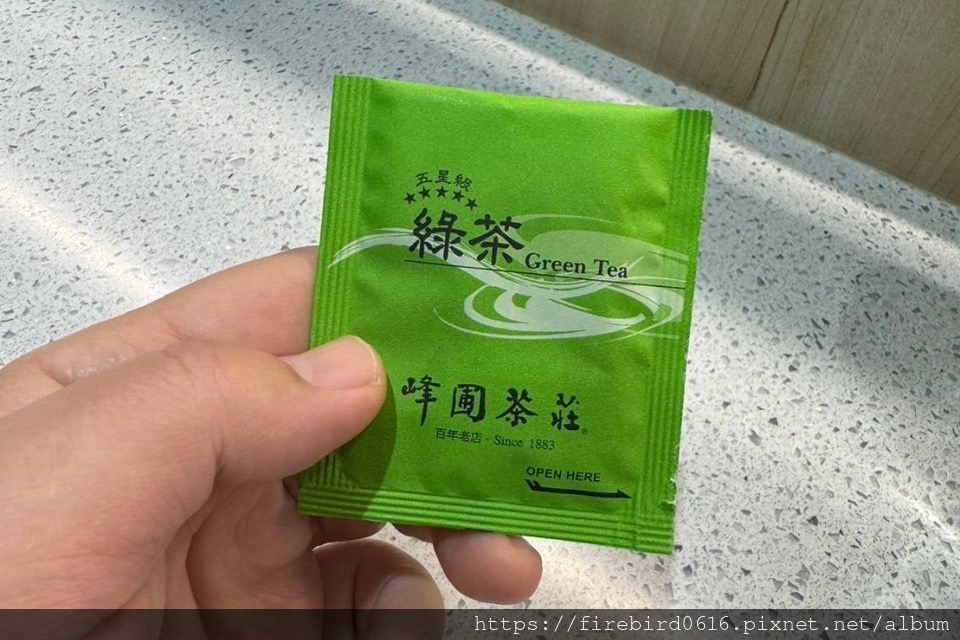 五星級
★★★★★
綠茶 Green Tea
峰圃茶莊®
百年老店·Since 1883
OPEN HERE
https://firebird0616.pixnet.net/album